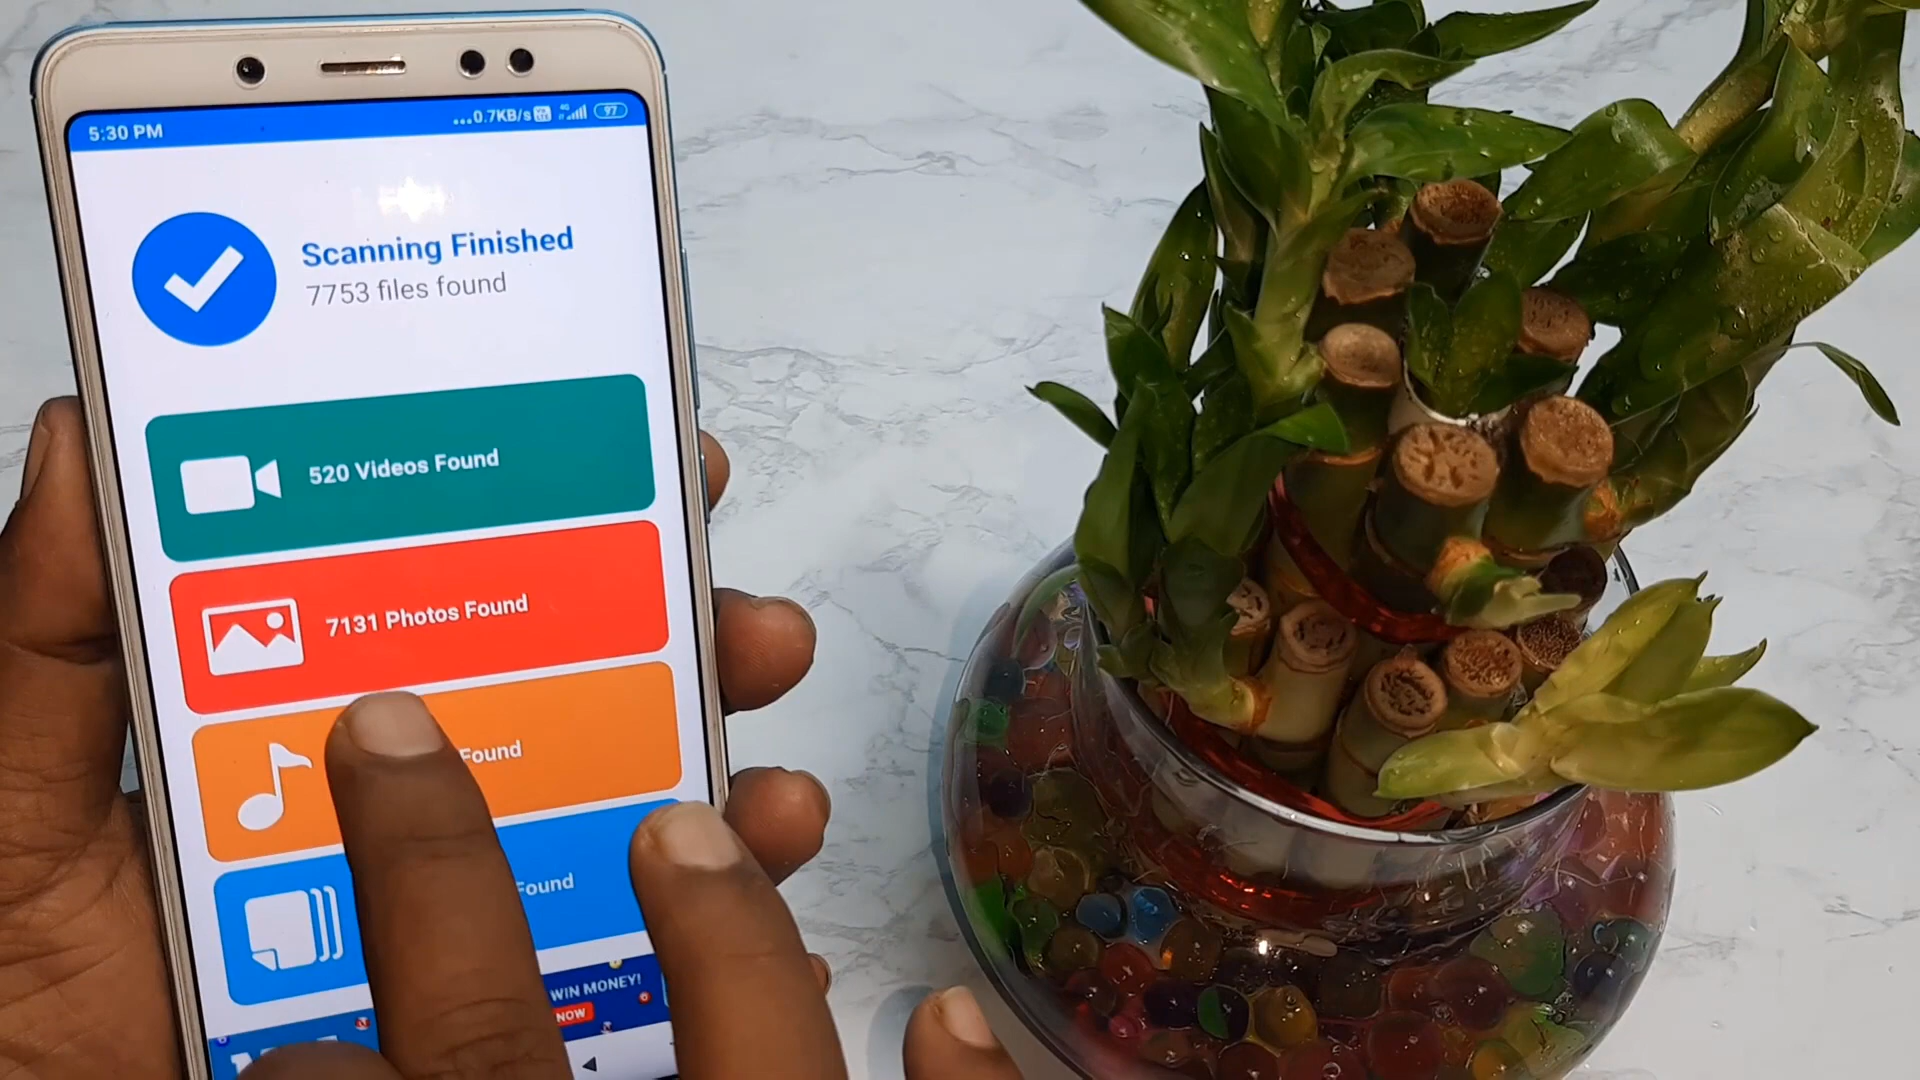 5:30 PM
...0.7KB/s 4G 97
Scanning Finished
7753 files found
520 Videos Found
7131 Photos Found
Found
Found
WIN MONEY!
NOW